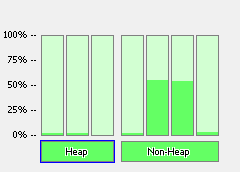 100% --
75% --
50% --
25% --
0% --
Heap
Non-Heap